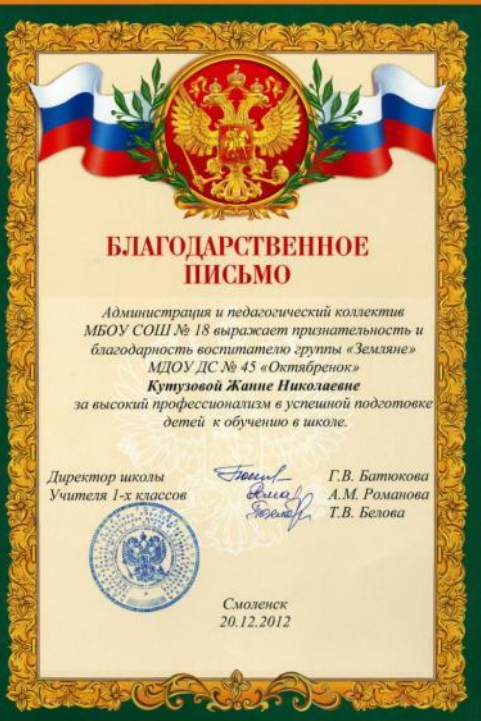 БЛАГОДАРСТВЕННОЕ
ПИСЬМО
Администрация и педагогический коллектив
МБОУ СОШ № 18 выражает признательность и
благодарность воспитателю группы «Земляне»
МДОУ ДС № 45 «Октябренок»
Кутузовой Жанне Николаевне
за высокий профессионализм в успешной подготовке
детей к обучению в школе.
Директор школы Г.В. Батюкова
Учителя 1-х классов А.М. Романова
Т.В. Белова
Смоленск
20.12.2012